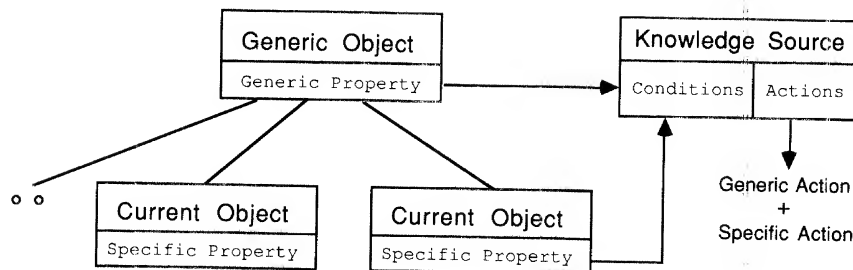 Generic Object
Generic Property
Knowledge Source
Conditions
Actions
Current Object
Specific Property
Current Object
Specific Property
Generic Action
+
Specific Action